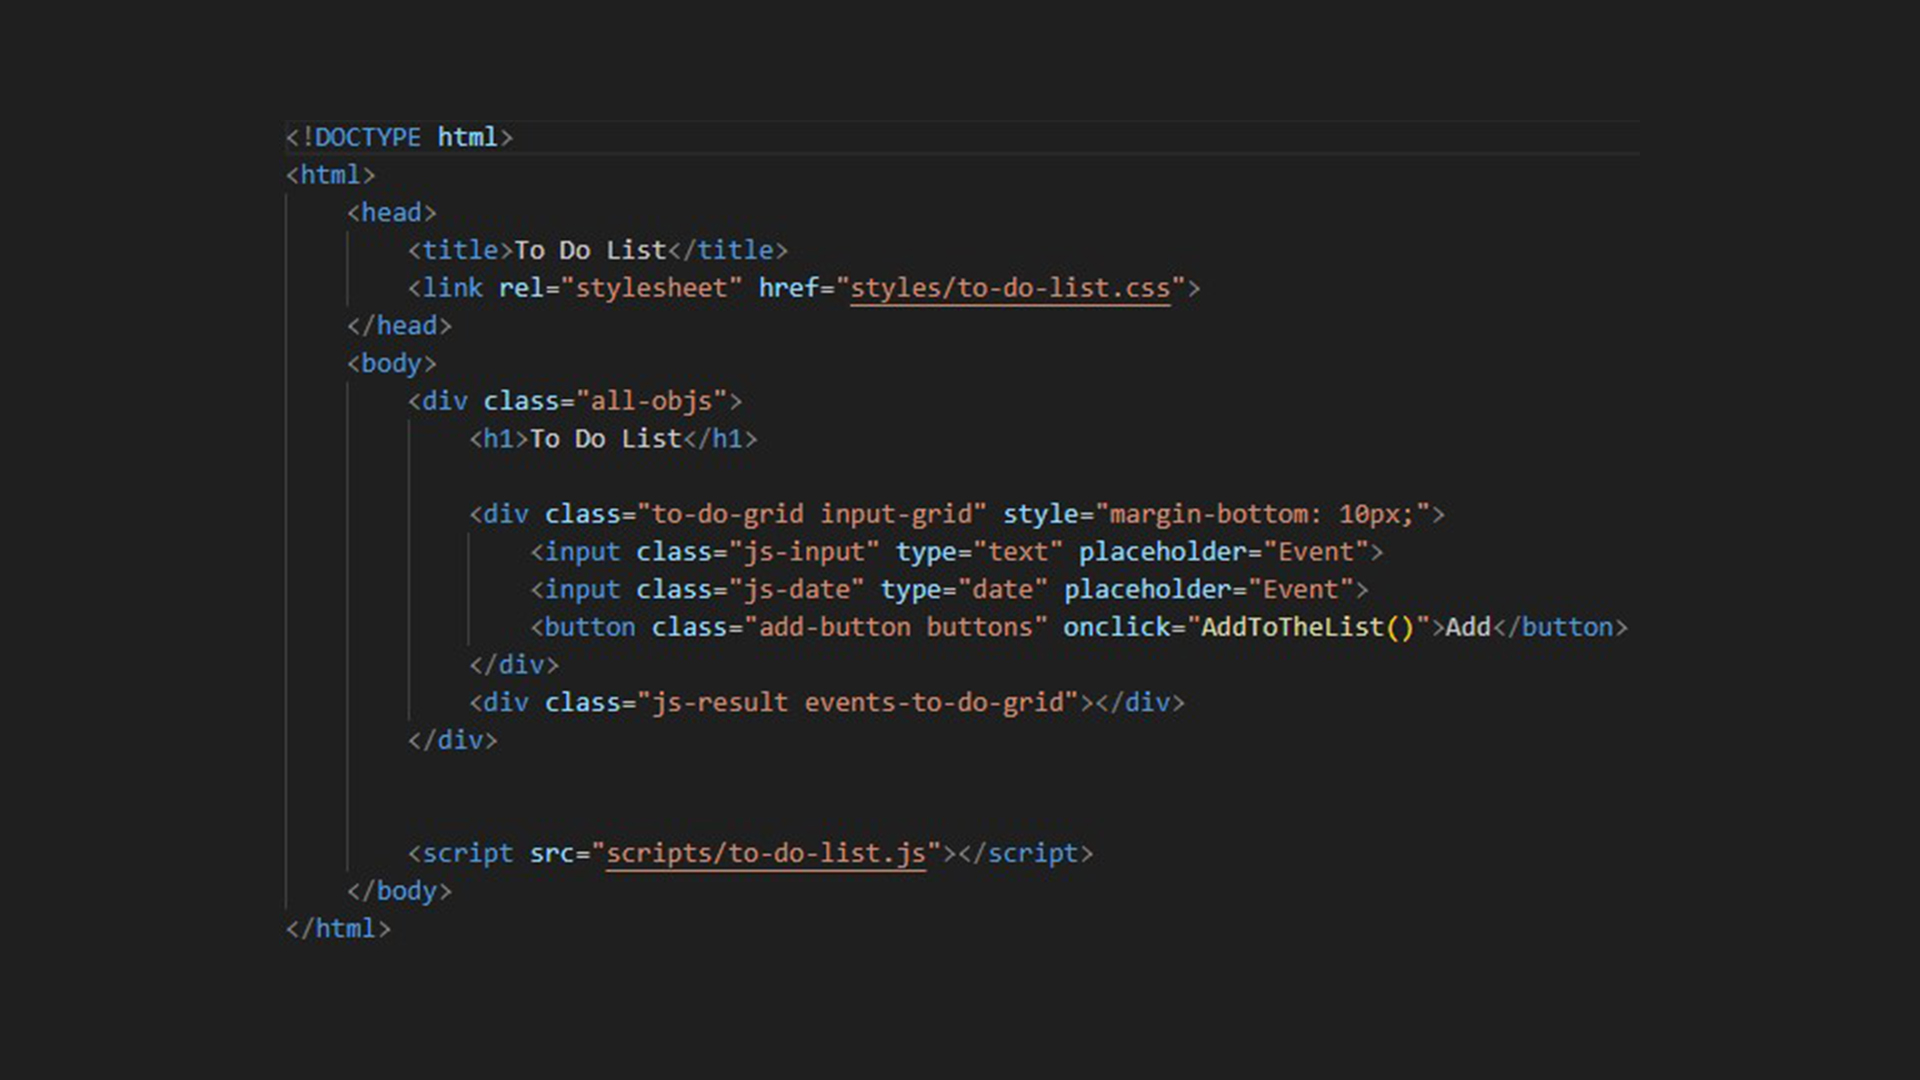 <!DOCTYPE html>
<html>
    <head>
        <title>To Do List</title>
        <link rel="stylesheet" href="styles/to-do-list.css">
    </head>
    <body>
        <div class="all-objs">
            <h1>To Do List</h1>

            <div class="to-do-grid input-grid" style="margin-bottom: 10px;">
                <input class="js-input" type="text" placeholder="Event">
                <input class="js-date" type="date" placeholder="Event">
                <button class="add-button buttons" onclick="AddToTheList()">Add</button>
            </div>
            <div class="js-result events-to-do-grid"></div>
        </div>


        <script src="scripts/to-do-list.js"></script>
    </body>
</html>